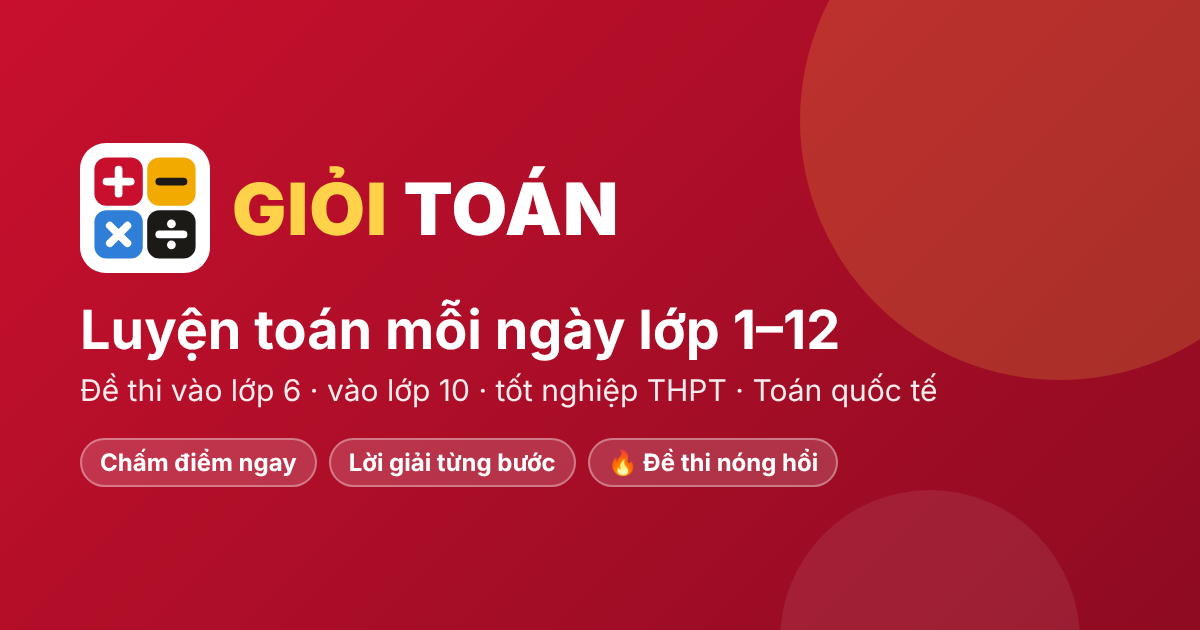 GIỎI TOÁN
Luyện toán mỗi ngày lớp 1–12
Đề thi vào lớp 6 · vào lớp 10 · tốt nghiệp THPT · Toán quốc tế
Chấm điểm ngay
Lời giải từng bước
🔥 Đề thi nóng hổi